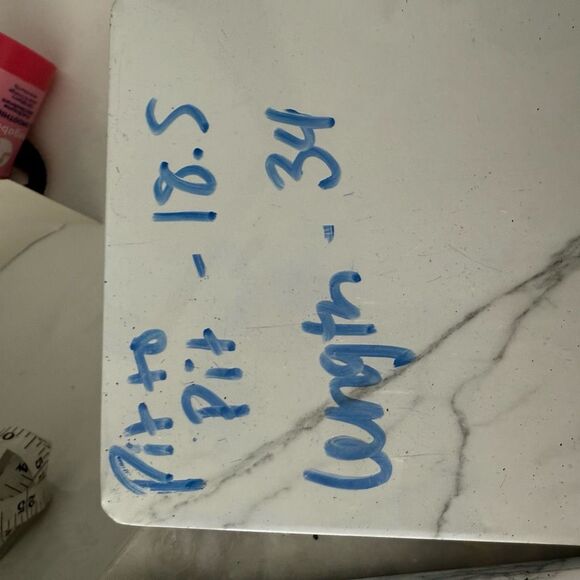 Pit to
pit - 18.5
Length - 34